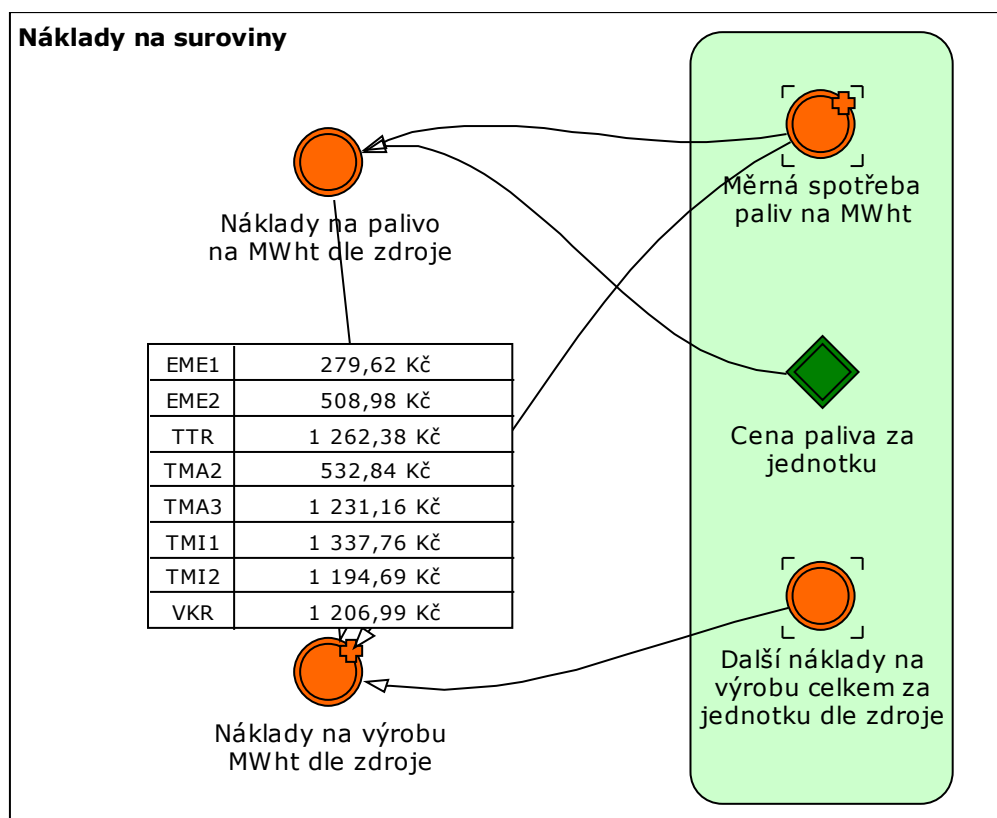 Náklady na suroviny
Měrná spotřeba
paliv na MWht
Náklady na palivo
na MWht dle zdroje
EME1 279,62 Kč
EME2 508,98 Kč
TTR 1 262,38 Kč
TMA2 532,84 Kč
TMA3 1 231,16 Kč
TMI1 1 337,76 Kč
TMI2 1 194,69 Kč
VKR 1 206,99 Kč
Cena paliva za
jednotku
Další náklady na
výrobu celkem za
jednotku dle zdroje
Náklady na výrobu
MWht dle zdroje